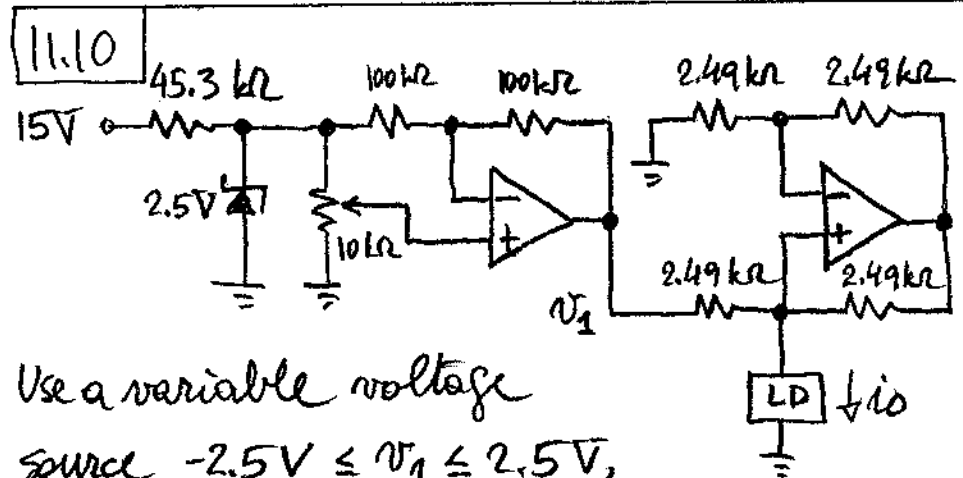 11.10
45.3 kΩ
100kΩ
100kΩ
2.49kΩ
2.49kΩ
15V
2.5V
10kΩ
−
+
−
+
2.49kΩ
2.49kΩ
v₁
LD
↓io
Use a variable voltage
source -2.5V ≤ v₁ ≤ 2.5V,